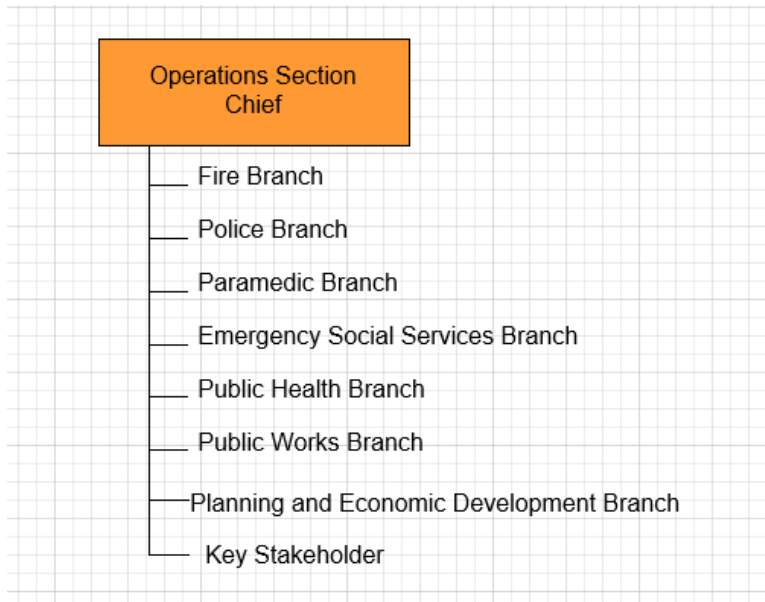 Operations Section
Chief
Fire Branch
Police Branch
Paramedic Branch
Emergency Social Services Branch
Public Health Branch
Public Works Branch
Planning and Economic Development Branch
Key Stakeholder